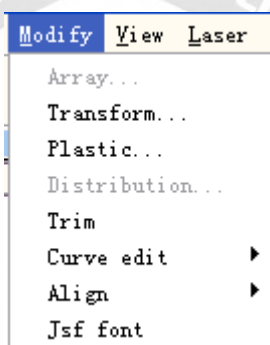 Modify View Laser
Array...
Transform...
Plastic...
Distribution...
Trim
Curve edit
Align
Jsf font